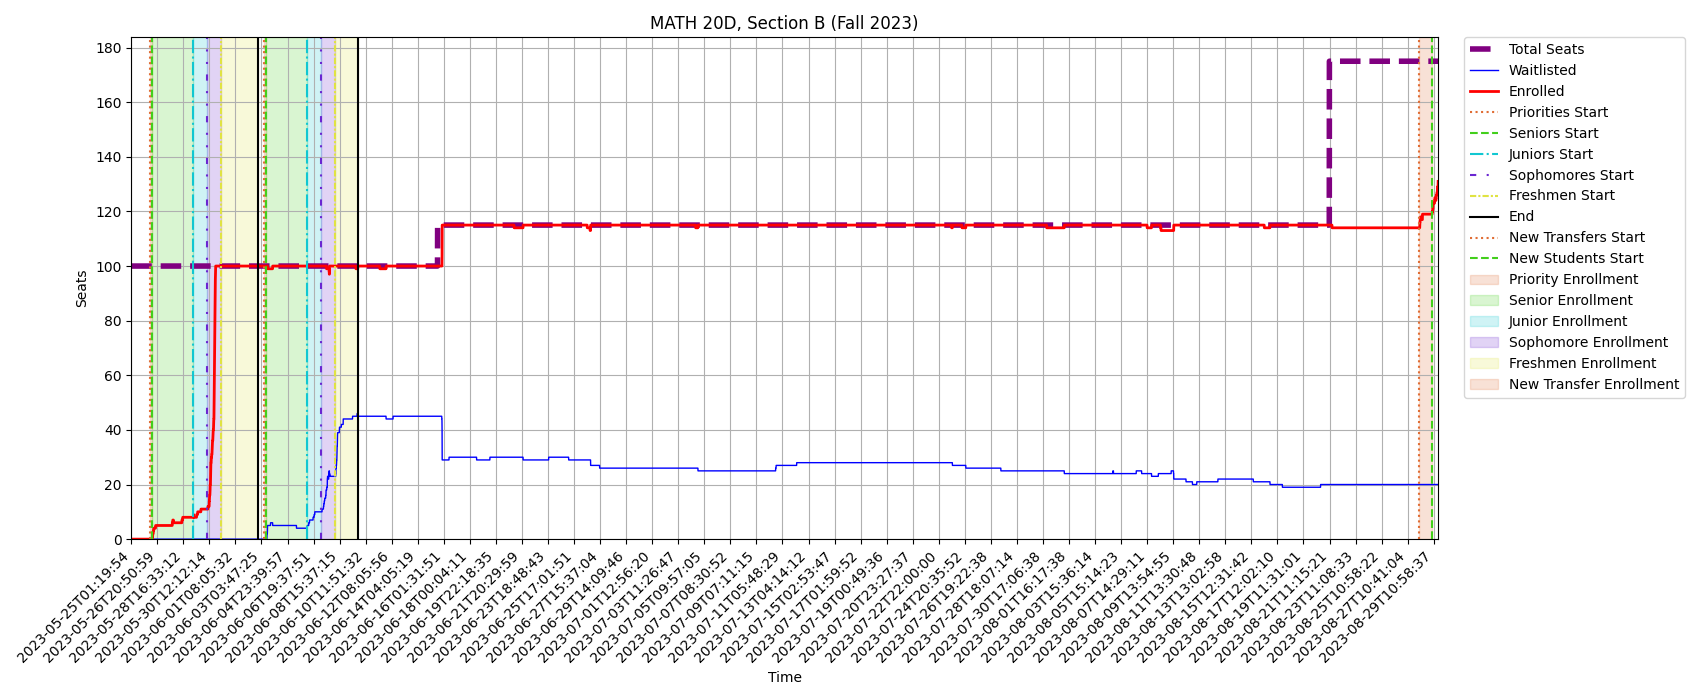 MATH 20D, Section B (Fall 2023)
180
160
140
120
100
80
60
40
20
0
Seats
2023-05-25T01:19:54
2023-05-26T20:50:59
2023-05-28T16:33:12
2023-05-30T12:12:14
2023-06-01T08:05:32
2023-06-03T03:47:25
2023-06-04T23:39:57
2023-06-06T19:37:51
2023-06-08T15:37:15
2023-06-10T11:51:32
2023-06-12T08:05:56
2023-06-14T04:05:19
2023-06-16T01:31:51
2023-06-18T00:04:11
2023-06-19T22:18:35
2023-06-21T20:29:59
2023-06-23T18:48:43
2023-06-25T17:01:51
2023-06-27T15:37:04
2023-06-29T14:09:46
2023-07-01T12:56:20
2023-07-03T11:26:47
2023-07-05T09:57:05
2023-07-07T08:30:52
2023-07-09T07:11:15
2023-07-11T05:48:29
2023-07-13T04:14:12
2023-07-15T02:53:47
2023-07-17T01:59:52
2023-07-19T00:49:36
2023-07-20T23:27:37
2023-07-22T22:00:00
2023-07-24T20:35:52
2023-07-26T19:22:38
2023-07-28T18:07:14
2023-07-30T17:06:38
2023-08-01T16:17:38
2023-08-03T15:36:14
2023-08-05T15:14:23
2023-08-07T14:29:11
2023-08-09T13:54:55
2023-08-11T13:30:48
2023-08-13T13:02:58
2023-08-15T12:31:42
2023-08-17T12:02:10
2023-08-19T11:31:01
2023-08-21T11:15:21
2023-08-23T11:08:33
2023-08-25T10:58:22
2023-08-27T10:41:04
2023-08-29T10:58:37
Time
Total Seats
Waitlisted
Enrolled
Priorities Start
Seniors Start
Juniors Start
Sophomores Start
Freshmen Start
End
New Transfers Start
New Students Start
Priority Enrollment
Senior Enrollment
Junior Enrollment
Sophomore Enrollment
Freshmen Enrollment
New Transfer Enrollment